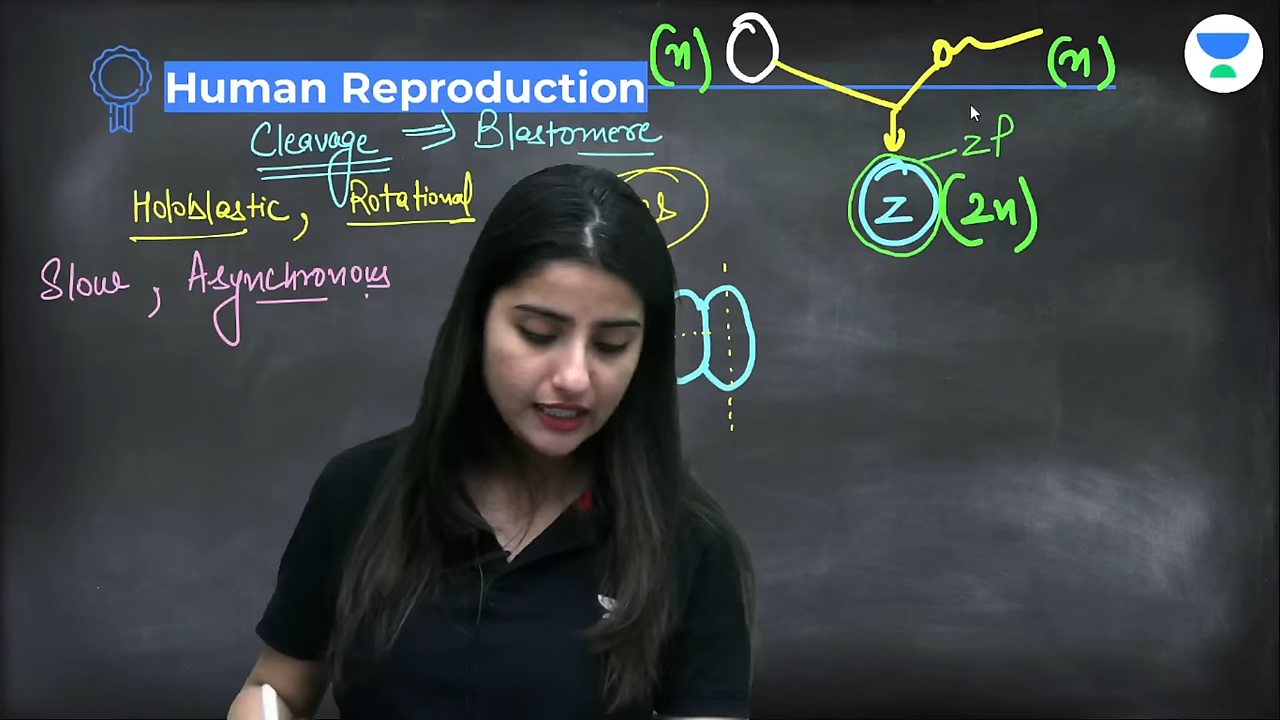 (n) (n)
Human Reproduction
Cleavage ⇒ Blastomere
zp
Holoblastic, Rotational
z (2n)
Slow, Asynchronous